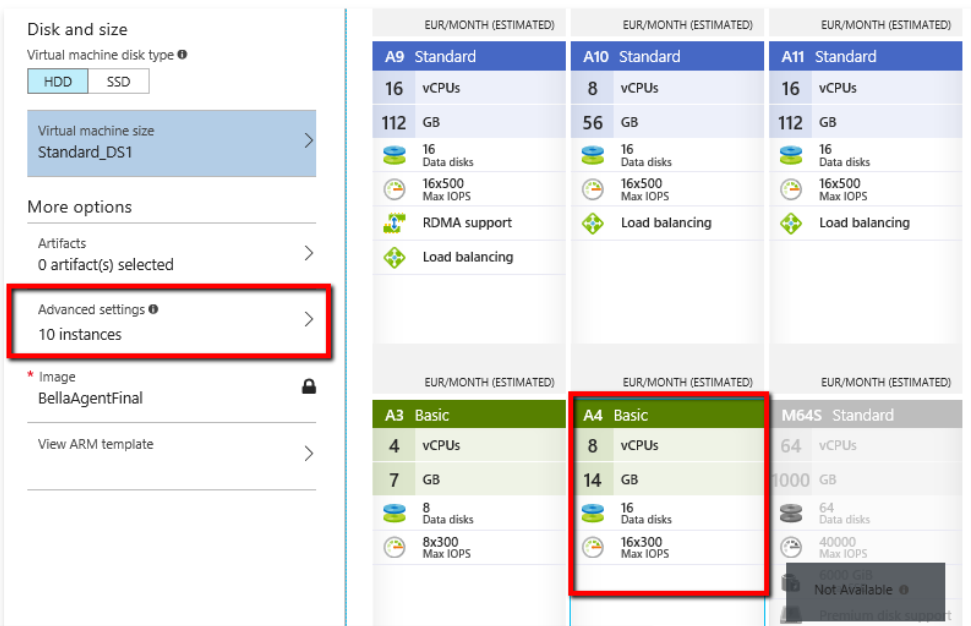 Disk and size
Virtual machine disk type
HDD SSD
Virtual machine size
Standard_DS1
More options
Artifacts
0 artifact(s) selected
Advanced settings
10 instances
* Image
BellaAgentFinal
View ARM template
EUR/MONTH (ESTIMATED)
A9 Standard
16 vCPUs
112 GB
16
Data disks
16x500
Max IOPS
RDMA support
Load balancing
EUR/MONTH (ESTIMATED)
A10 Standard
8 vCPUs
56 GB
16
Data disks
16x500
Max IOPS
Load balancing
EUR/MONTH (ESTIMATED)
A11 Standard
16 vCPUs
112 GB
16
Data disks
16x500
Max IOPS
Load balancing
EUR/MONTH (ESTIMATED)
A3 Basic
4 vCPUs
7 GB
8
Data disks
8x300
Max IOPS
EUR/MONTH (ESTIMATED)
A4 Basic
8 vCPUs
14 GB
16
Data disks
16x300
Max IOPS
EUR/MONTH (ESTIMATED)
M64S Standard
64 vCPUs
1000 GB
64
Data disks
40000
Max IOPS
6000 GiB
Not Available
Premium disk support